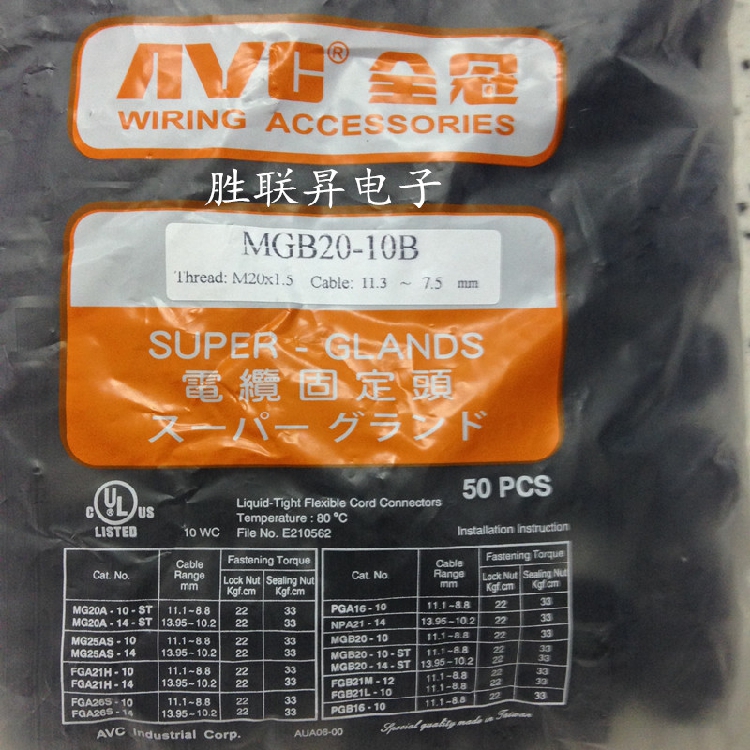 AVC® 全冠
WIRING ACCESSORIES
胜联昇电子
MGB20-10B
Thread: M20x1.5 Cable: 11.3 ~ 7.5 mm
SUPER - GLANDS
電纜固定頭
スーパー グランド
50 PCS
C UL US
LISTED
10 WC
Liquid-Tight Flexible Cord Connectors
Temperature : 80 °C
File No. E210562
Installation Instruction
Cat. No. Cable Range mm Fastening Torque Lock Nut Kgf.cm Sealing Nut Kgf.cm
MG20A - 10 - ST 11.1~8.8 22 33
MG20A - 14 - ST 13.95~10.2 22 33
MG25AS - 10 11.1~8.8 22 33
MG25AS - 14 13.95~10.2 22 33
FGA21H - 10 11.1~8.8 22 33
FGA21H - 14 13.95~10.2 22 33
FGA26S - 10 11.1~8.8 22 33
FGA26S - 14 13.95~10.2 22 33
Cat. No. Cable Range mm Fastening Torque Lock Nut Kgf.cm Sealing Nut Kgf.cm
PGA16 - 10 11.1~8.8 22 33
NPA21 - 14 13.95~10.2 22 33
MGB20 - 10 11.1~8.8 22 33
MGB20 - 10 - ST 11.1~8.8 22 33
MGB20 - 14 - ST 13.95~10.2 22 33
FGB21M - 12 11.1~8.8 22
FGB21L - 10 11.1~8.8 22 33
PGB16 - 10 11.1~8.8 22 33
AVC Industrial Corp.
AUA08-00
Special quality made in Taiwan